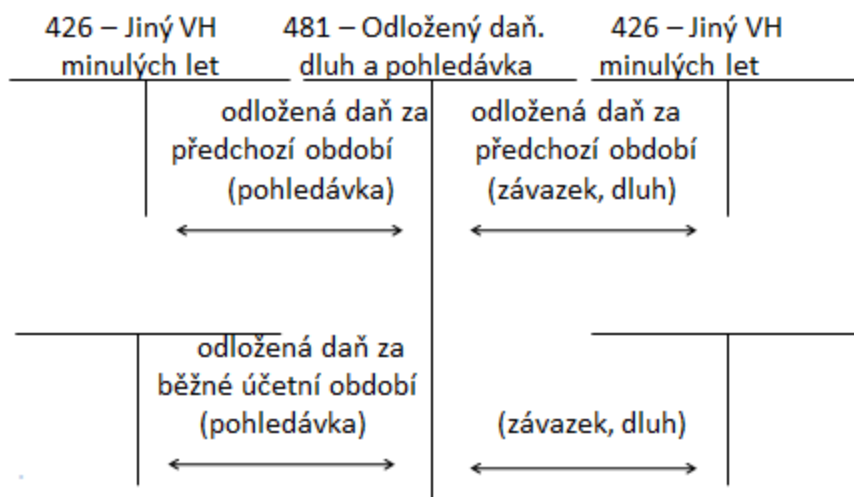 426 – Jiný VH
minulých let
481 – Odložený daň.
dluh a pohledávka
426 – Jiný VH
minulých let
odložená daň za
předchozí období
(pohledávka)
odložená daň za
předchozí období
(závazek, dluh)
odložená daň za
běžné účetní období
(pohledávka)
(závazek, dluh)